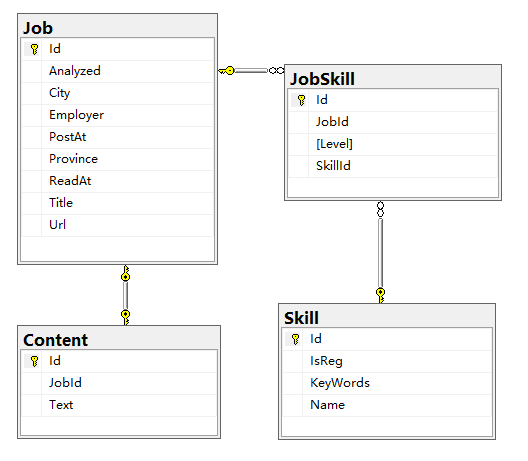 Job
Id
Analyzed
City
Employer
PostAt
Province
ReadAt
Title
Url
JobSkill
Id
JobId
[Level]
SkillId
Content
Id
JobId
Text
Skill
Id
IsReg
KeyWords
Name